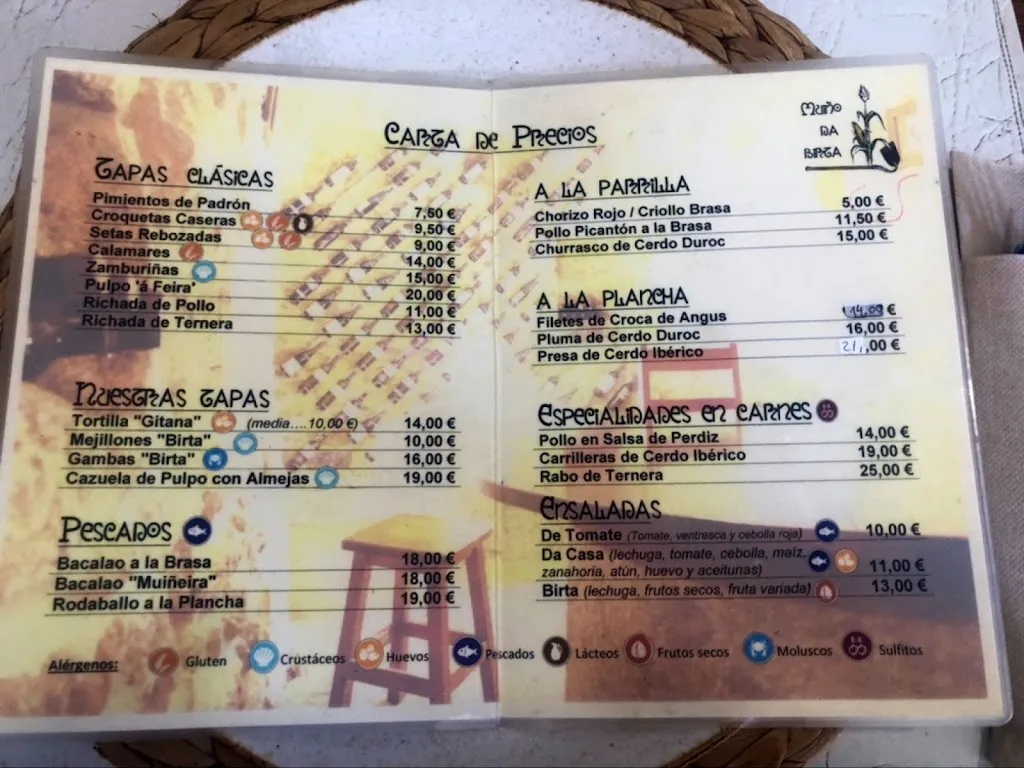 CARTA DE PRECIOS
MUIÑO
DA
BIRTA
TAPAS CLÁSICAS
Pimientos de Padrón 7,50 €
Croquetas Caseras 9,50 €
Setas Rebozadas 9,00 €
Calamares 14,00 €
Zamburiñas 15,00 €
Pulpo 'á Feira' 20,00 €
Richada de Pollo 11,00 €
Richada de Ternera 13,00 €
NUESTRAS TAPAS
Tortilla "Gitana" (media....10,00 €) 14,00 €
Mejillones "Birta" 10,00 €
Gambas "Birta" 16,00 €
Cazuela de Pulpo con Almejas 19,00 €
PESCADOS
Bacalao a la Brasa 18,00 €
Bacalao "Muiñeira" 18,00 €
Rodaballo a la Plancha 19,00 €
A LA PARRILLA
Chorizo Rojo / Criollo Brasa 5,00 €
Pollo Picantón a la Brasa 11,50 €
Churrasco de Cerdo Duroc 15,00 €
A LA PLANCHA
Filetes de Croca de Angus 14,00 €
Pluma de Cerdo Duroc 16,00 €
Presa de Cerdo Ibérico 21,,00 €
ESPECIALIDADES EN CARNES
Pollo en Salsa de Perdiz 14,00 €
Carrilleras de Cerdo Ibérico 19,00 €
Rabo de Ternera 25,00 €
ENSALADAS
De Tomate (Tomate, ventresca y cebolla roja) 10,00 €
Da Casa (lechuga, tomate, cebolla, maíz,
zanahoria, atún, huevo y aceitunas) 11,00 €
Birta (lechuga, frutos secos, fruta variada) 13,00 €
Alérgenos: Gluten Crustáceos Huevos Pescados Lácteos Frutos secos Moluscos Sulfitos